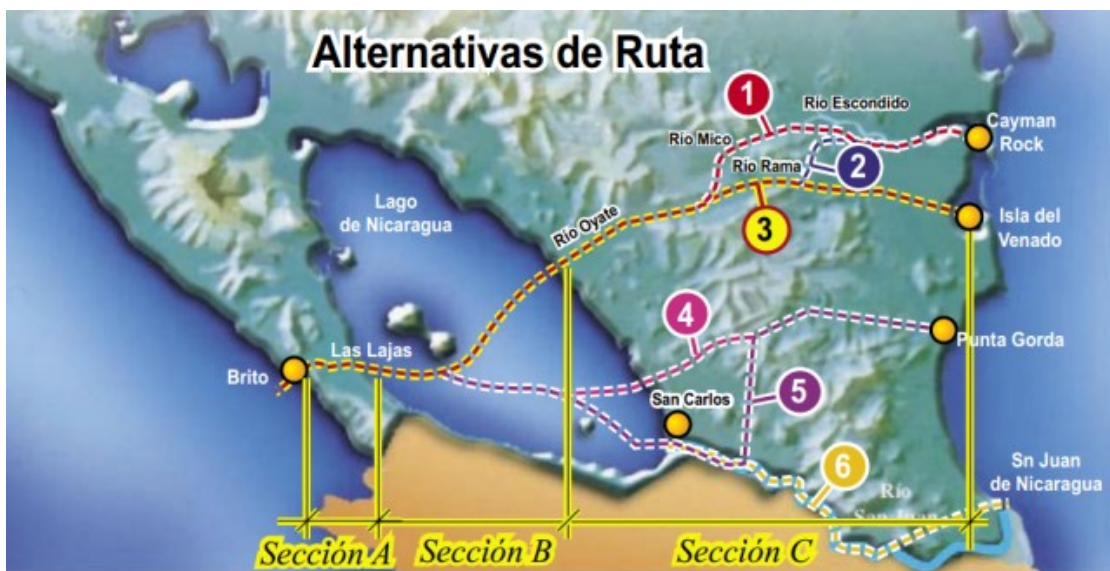 Alternativas de Ruta
1
Río Escondido
Cayman
Rock
Río Mico
2
Río Rama
Lago
de Nicaragua
Río Oyate
3
Isla del
Venado
4
Las Lajas
Punta Gorda
Brito
5
San Carlos
6
Sn Juan
de Nicaragua
Río
San Juan
Sección A
Sección B
Sección C